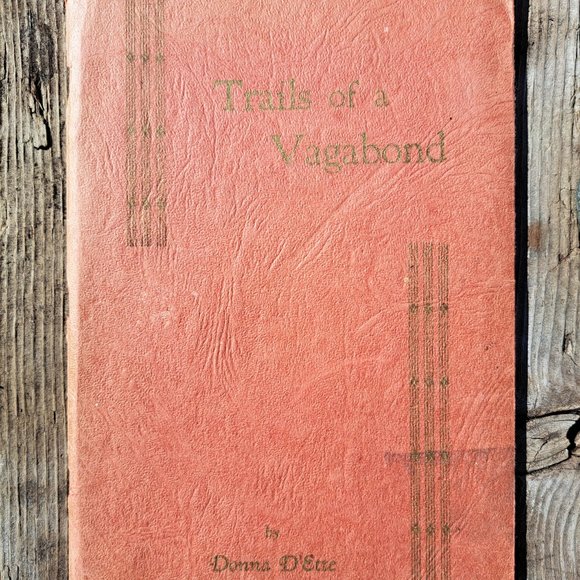 Trails of a
Vagabond
by
Donna D'Ette